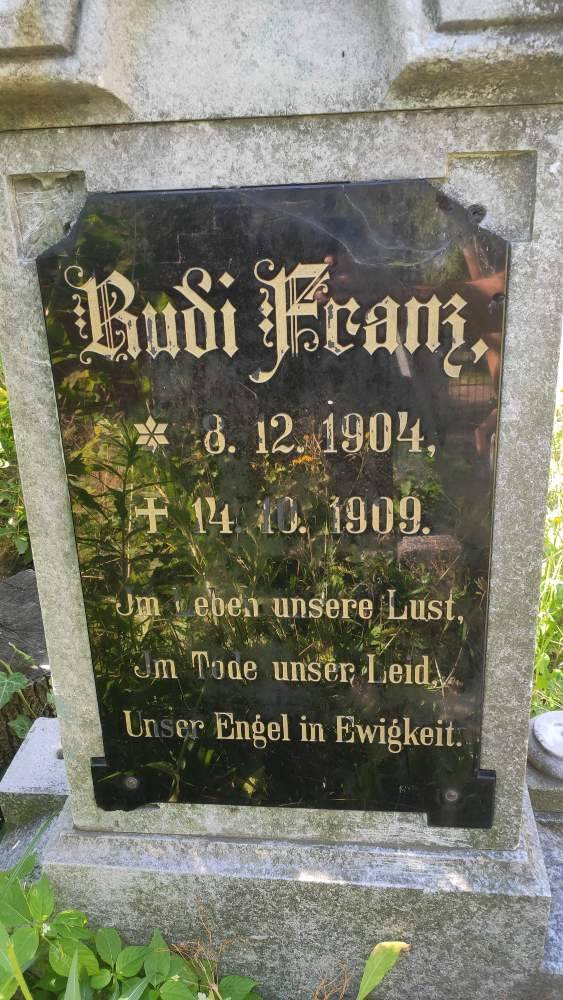 Rudi Franz,
* 8. 12. 1904,
† 14. 10. 1909.
Im Leben unsere Lust,
Im Tode unser Leid,
Unser Engel in Ewigkeit.